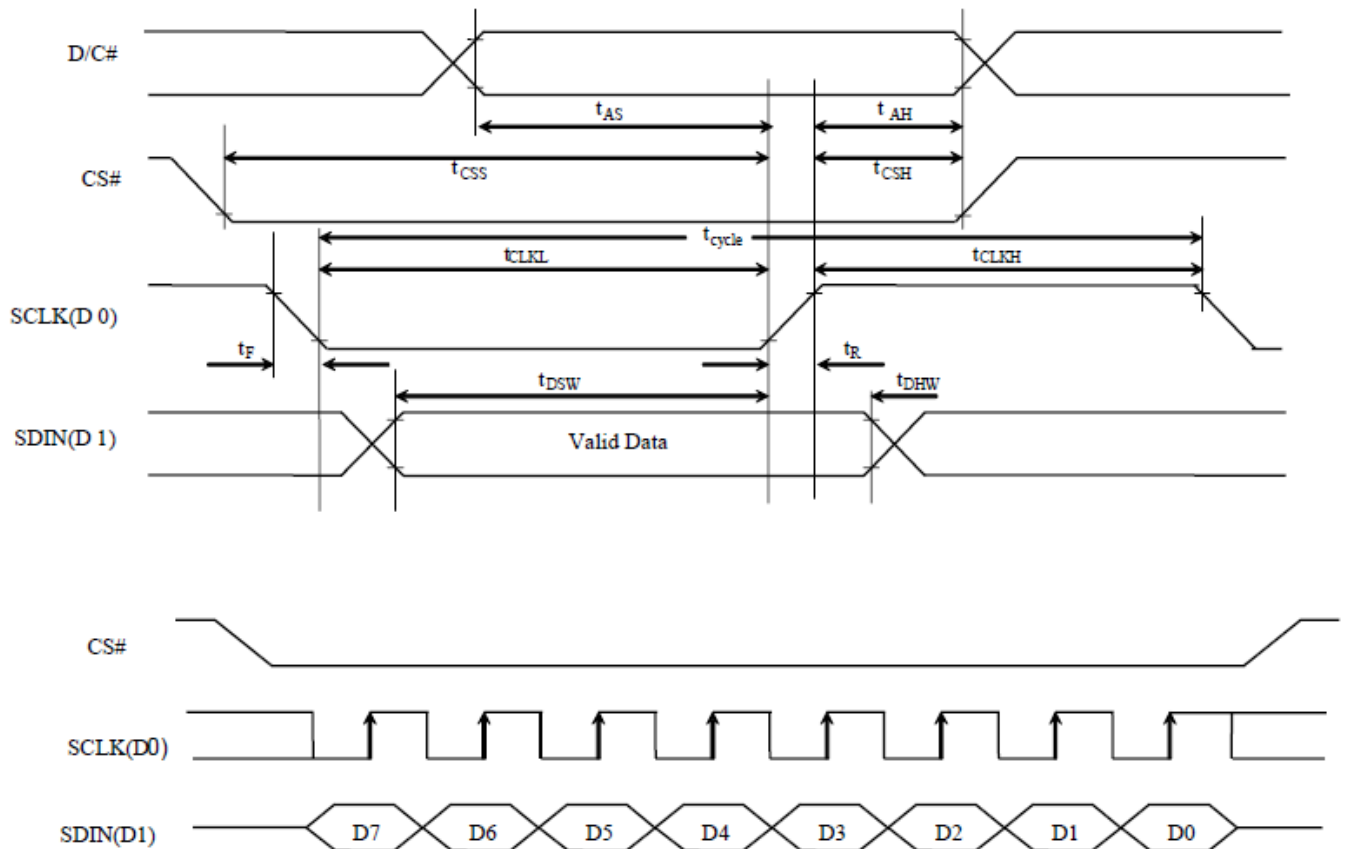 D/C#
tAS
t AH
CS#
tCSS
tCSH
tcycle
tCLKL
tCLKH
SCLK(D 0)
tF
tR
tDSW
tDHW
SDIN(D 1)
Valid Data
CS#
SCLK(D0)
SDIN(D1)
D7 D6 D5 D4 D3 D2 D1 D0